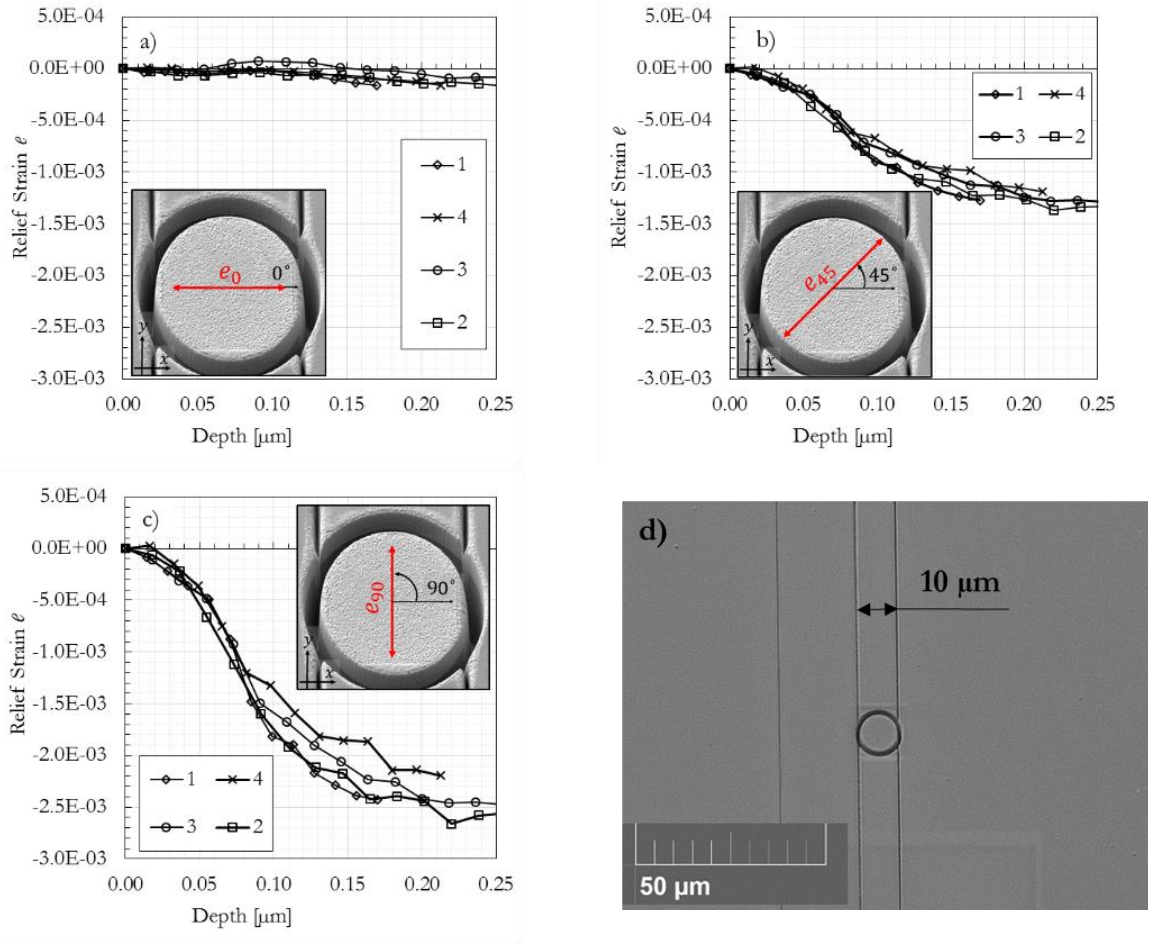 a)
5.0E-04
0.0E+00
-5.0E-04
-1.0E-03
-1.5E-03
-2.0E-03
-2.5E-03
-3.0E-03
Relief Strain e
0.00 0.05 0.10 0.15 0.20 0.25
Depth [µm]
1
4
3
2
e0
0°
y
x
b)
5.0E-04
0.0E+00
-5.0E-04
-1.0E-03
-1.5E-03
-2.0E-03
-2.5E-03
-3.0E-03
Relief Strain e
0.00 0.05 0.10 0.15 0.20 0.25
Depth [µm]
1 4
3 2
e45
45°
y
x
c)
5.0E-04
0.0E+00
-5.0E-04
-1.0E-03
-1.5E-03
-2.0E-03
-2.5E-03
-3.0E-03
Relief Strain e
0.00 0.05 0.10 0.15 0.20 0.25
Depth [µm]
1 4
3 2
e90
90°
y
x
d)
10 µm
50 µm